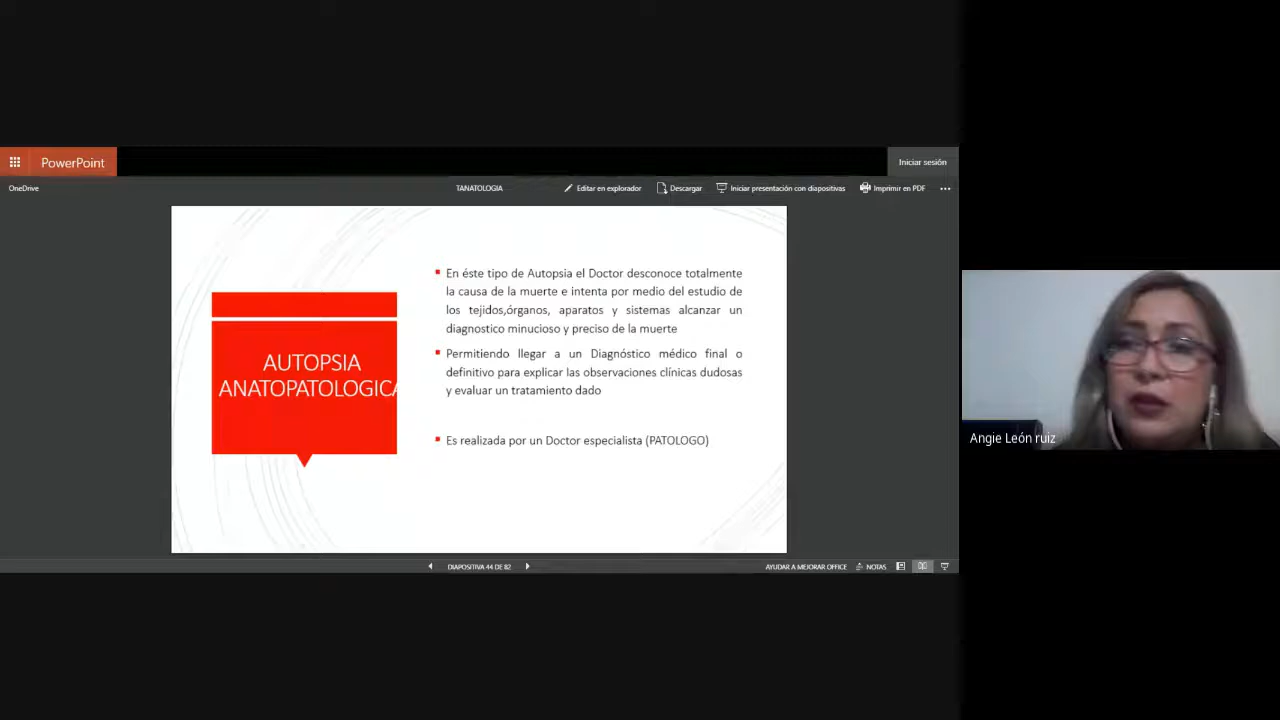 PowerPoint
Iniciar sesión
OneDrive
TANATOLOGIA
Editar en explorador
Descargar
Iniciar presentación con diapositivas
Imprimir en PDF
AUTOPSIA
ANATOPATOLOGICA
En éste tipo de Autopsia el Doctor desconoce totalmente
la causa de la muerte e intenta por medio del estudio de
los tejidos,órganos, aparatos y sistemas alcanzar un
diagnostico minucioso y preciso de la muerte
Permitiendo llegar a un Diagnóstico médico final o
definitivo para explicar las observaciones clínicas dudosas
y evaluar un tratamiento dado
Es realizada por un Doctor especialista (PATOLOGO)
Angie León ruiz
DIAPOSITIVA 44 DE 82
AYUDAR A MEJORAR OFFICE
NOTAS